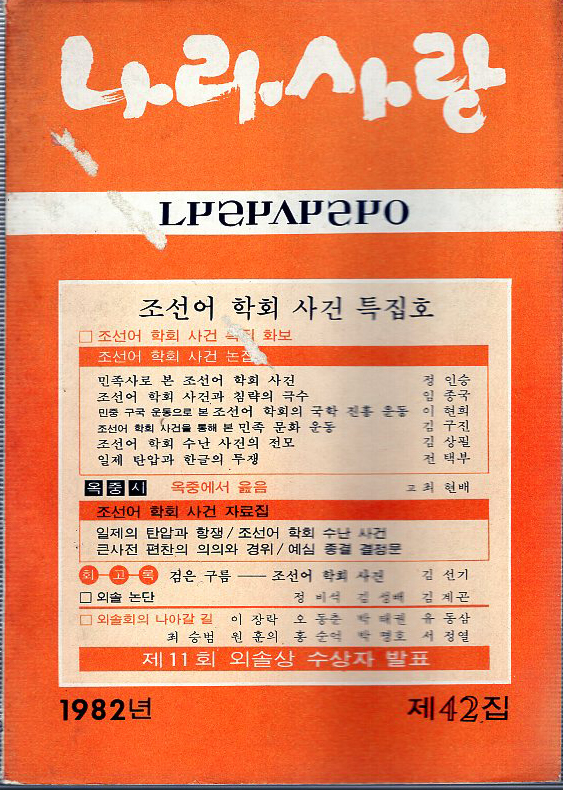 나라사랑
ㄴㅏㄹㅏㅅㅏㄹㅏㅇ
조선어 학회 사건 특집호
□ 조선어 학회 사건 화보
조선어 학회 사건 논집
민족사로 본 조선어 학회 사건 정 인승
조선어 학회 사건과 침략의 극수 임 종국
민중 구국 운동으로 본 조선어 학회의 국학 진흥 운동 이 현희
조선어 학회 사건을 통해 본 민족 문화 운동 김 구진
조선어 학회 수난 사건의 전모 김 상필
일제 탄압과 한글의 투쟁 전 택부
옥중시 옥중에서 읊음 고 최 현배
조선어 학회 사건 자료집
일제의 탄압과 항쟁 / 조선어 학회 수난 사건
큰사전 편찬의 의의와 경위 / 예심 종결 결정문
회고록 검은 구름 ── 조선어 학회 사건 김 선기
□ 외솔 논단 정 비석 김 성배 김 계곤
□ 외솔회의 나아갈 길 이 장락 오 동춘 박 태권 유 동삼
최 승범 원 훈의 홍 순억 박 명호 서 정열
제11회 외솔상 수상자 발표
1982년 제42집